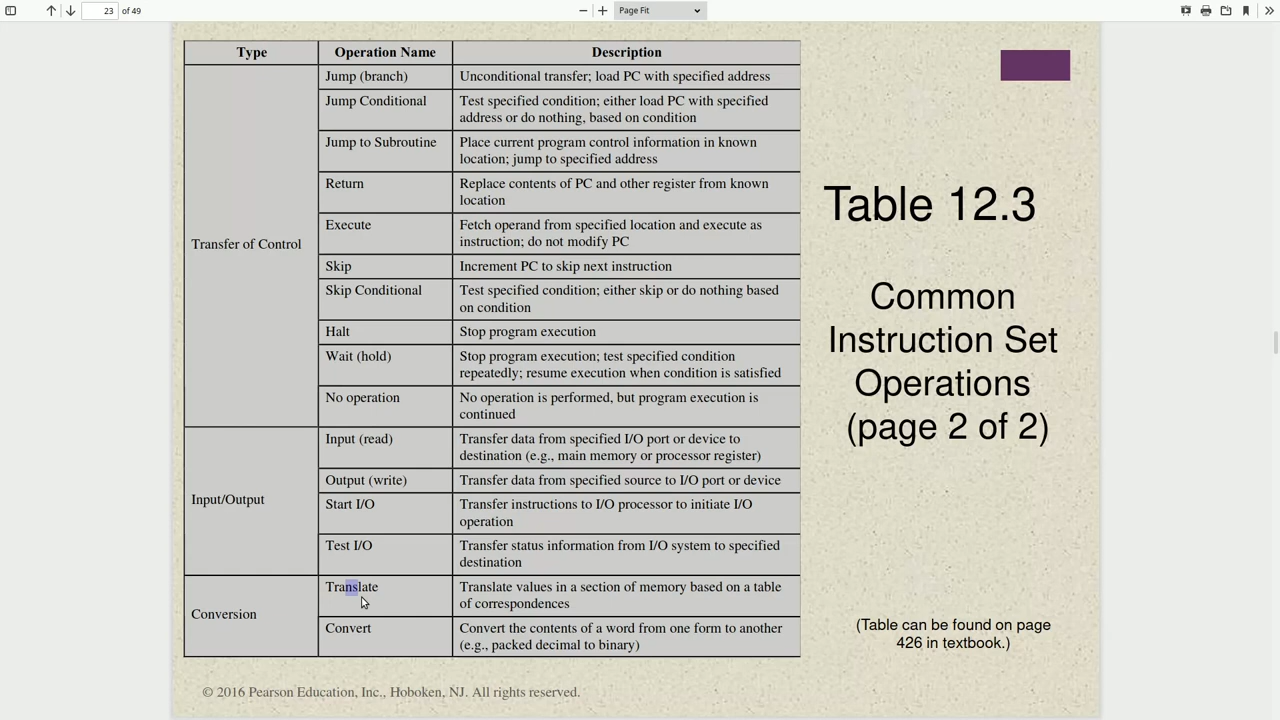 23 of 49
Page Fit
Type Operation Name Description
Transfer of Control
Jump (branch) Unconditional transfer; load PC with specified address
Jump Conditional Test specified condition; either load PC with specified
address or do nothing, based on condition
Jump to Subroutine Place current program control information in known
location; jump to specified address
Return Replace contents of PC and other register from known
location
Execute Fetch operand from specified location and execute as
instruction; do not modify PC
Skip Increment PC to skip next instruction
Skip Conditional Test specified condition; either skip or do nothing based
on condition
Halt Stop program execution
Wait (hold) Stop program execution; test specified condition
repeatedly; resume execution when condition is satisfied
No operation No operation is performed, but program execution is
continued
Input/Output
Input (read) Transfer data from specified I/O port or device to
destination (e.g., main memory or processor register)
Output (write) Transfer data from specified source to I/O port or device
Start I/O Transfer instructions to I/O processor to initiate I/O
operation
Test I/O Transfer status information from I/O system to specified
destination
Conversion
Translate Translate values in a section of memory based on a table
of correspondences
Convert Convert the contents of a word from one form to another
(e.g., packed decimal to binary)
Table 12.3
Common
Instruction Set
Operations
(page 2 of 2)
(Table can be found on page
426 in textbook.)
© 2016 Pearson Education, Inc., Hoboken, NJ. All rights reserved.